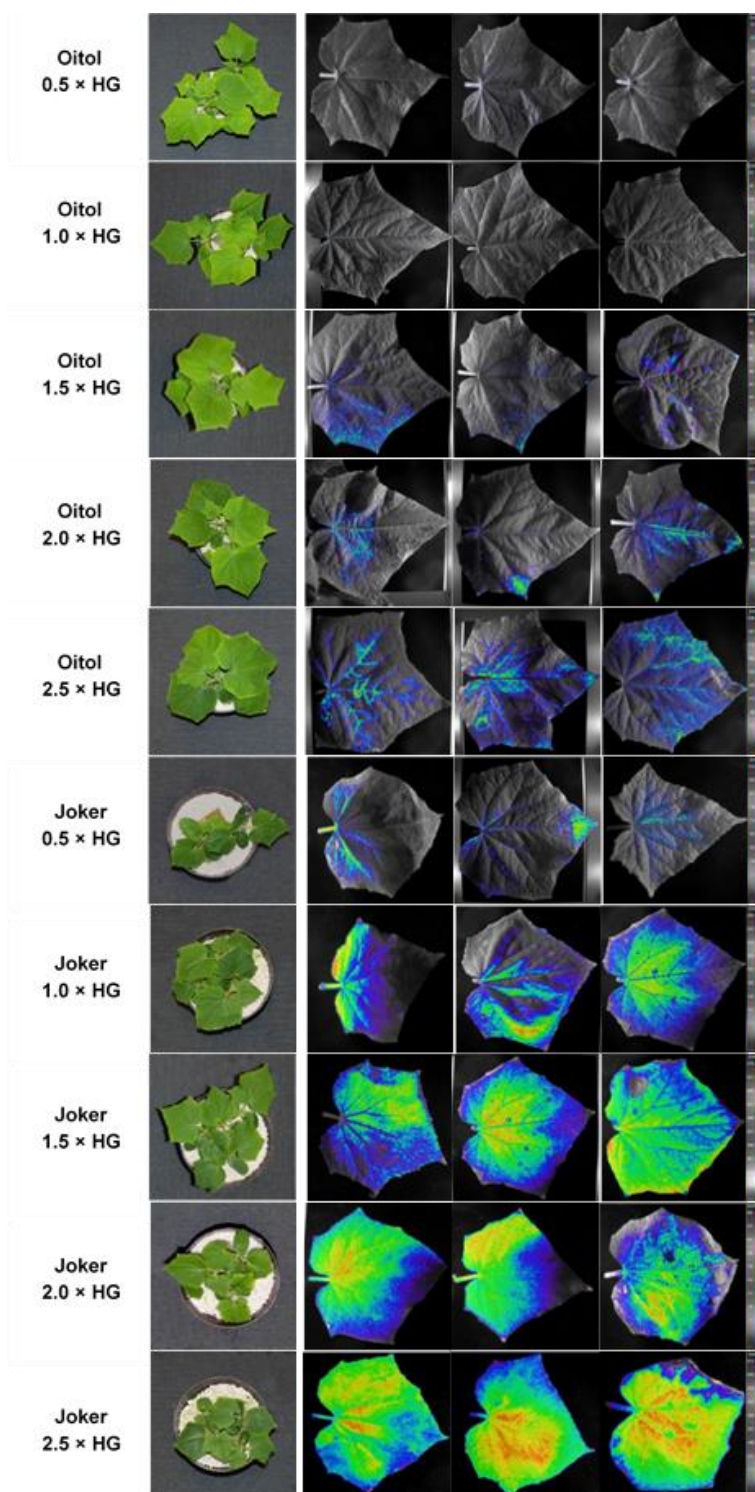 Oitol
0.5 × HG
Oitol
1.0 × HG
Oitol
1.5 × HG
Oitol
2.0 × HG
Oitol
2.5 × HG
Joker
0.5 × HG
Joker
1.0 × HG
Joker
1.5 × HG
Joker
2.0 × HG
Joker
2.5 × HG